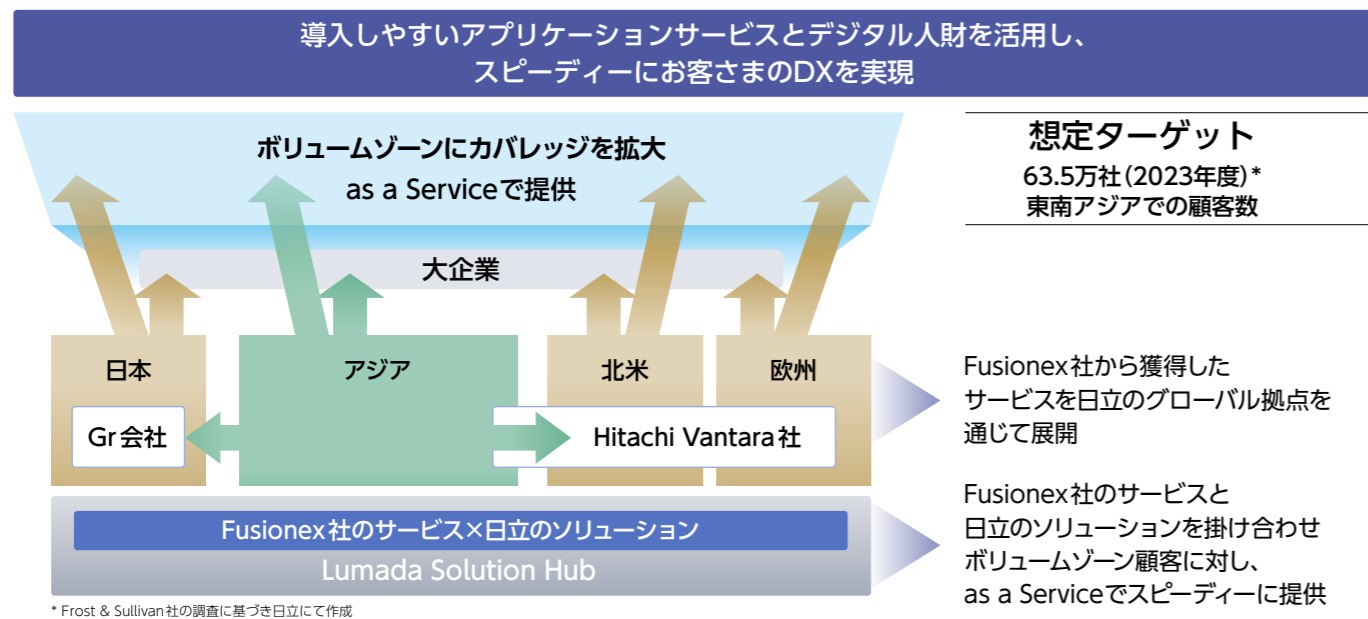 導入しやすいアプリケーションサービスとデジタル人財を活用し、
スピーディーにお客さまのDXを実現
ボリュームゾーンにカバレッジを拡大
as a Serviceで提供
想定ターゲット
63.5万社(2023年度)*
東南アジアでの顧客数
大企業
日本
アジア
北米
欧州
Gr会社
Hitachi Vantara社
Fusionex社から獲得した
サービスを日立のグローバル拠点を
通じて展開
Fusionex社のサービス×日立のソリューション
Lumada Solution Hub
Fusionex社のサービスと
日立のソリューションを掛け合わせ
ボリュームゾーン顧客に対し、
as a Serviceでスピーディーに提供
* Frost & Sullivan社の調査に基づき日立にて作成